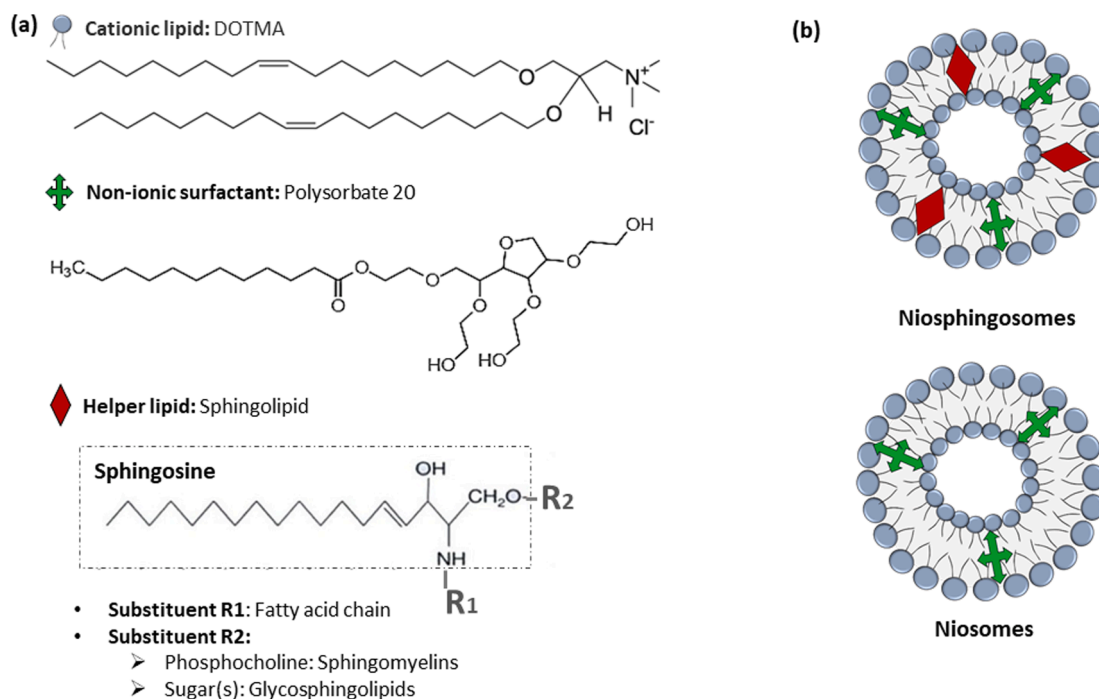 (a)
Cationic lipid: DOTMA
O
N+
O
H
Cl-
Non-ionic surfactant: Polysorbate 20
OH
O
O
H3C
O
O
O
O
O
O
HO
HO
Helper lipid: Sphingolipid
Sphingosine
OH
CH2O-R2
NH
R1
• Substituent R1: Fatty acid chain
• Substituent R2:
➢ Phosphocholine: Sphingomyelins
➢ Sugar(s): Glycosphingolipids
(b)
Niosphingosomes
Niosomes